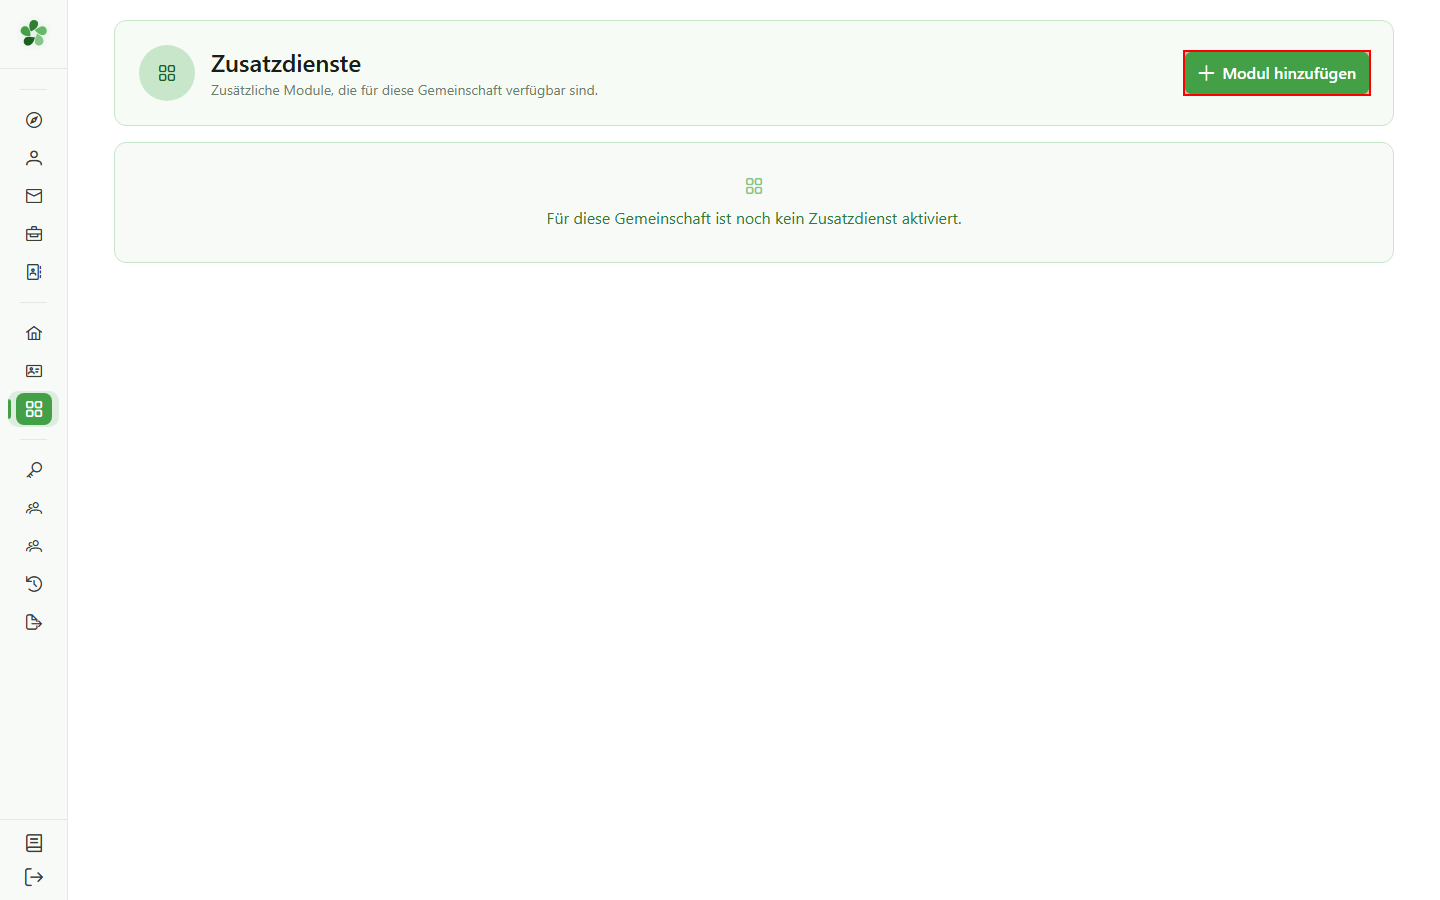 Zusatzdienste
Zusätzliche Module, die für diese Gemeinschaft verfügbar sind.
Modul hinzufügen
Für diese Gemeinschaft ist noch kein Zusatzdienst aktiviert.